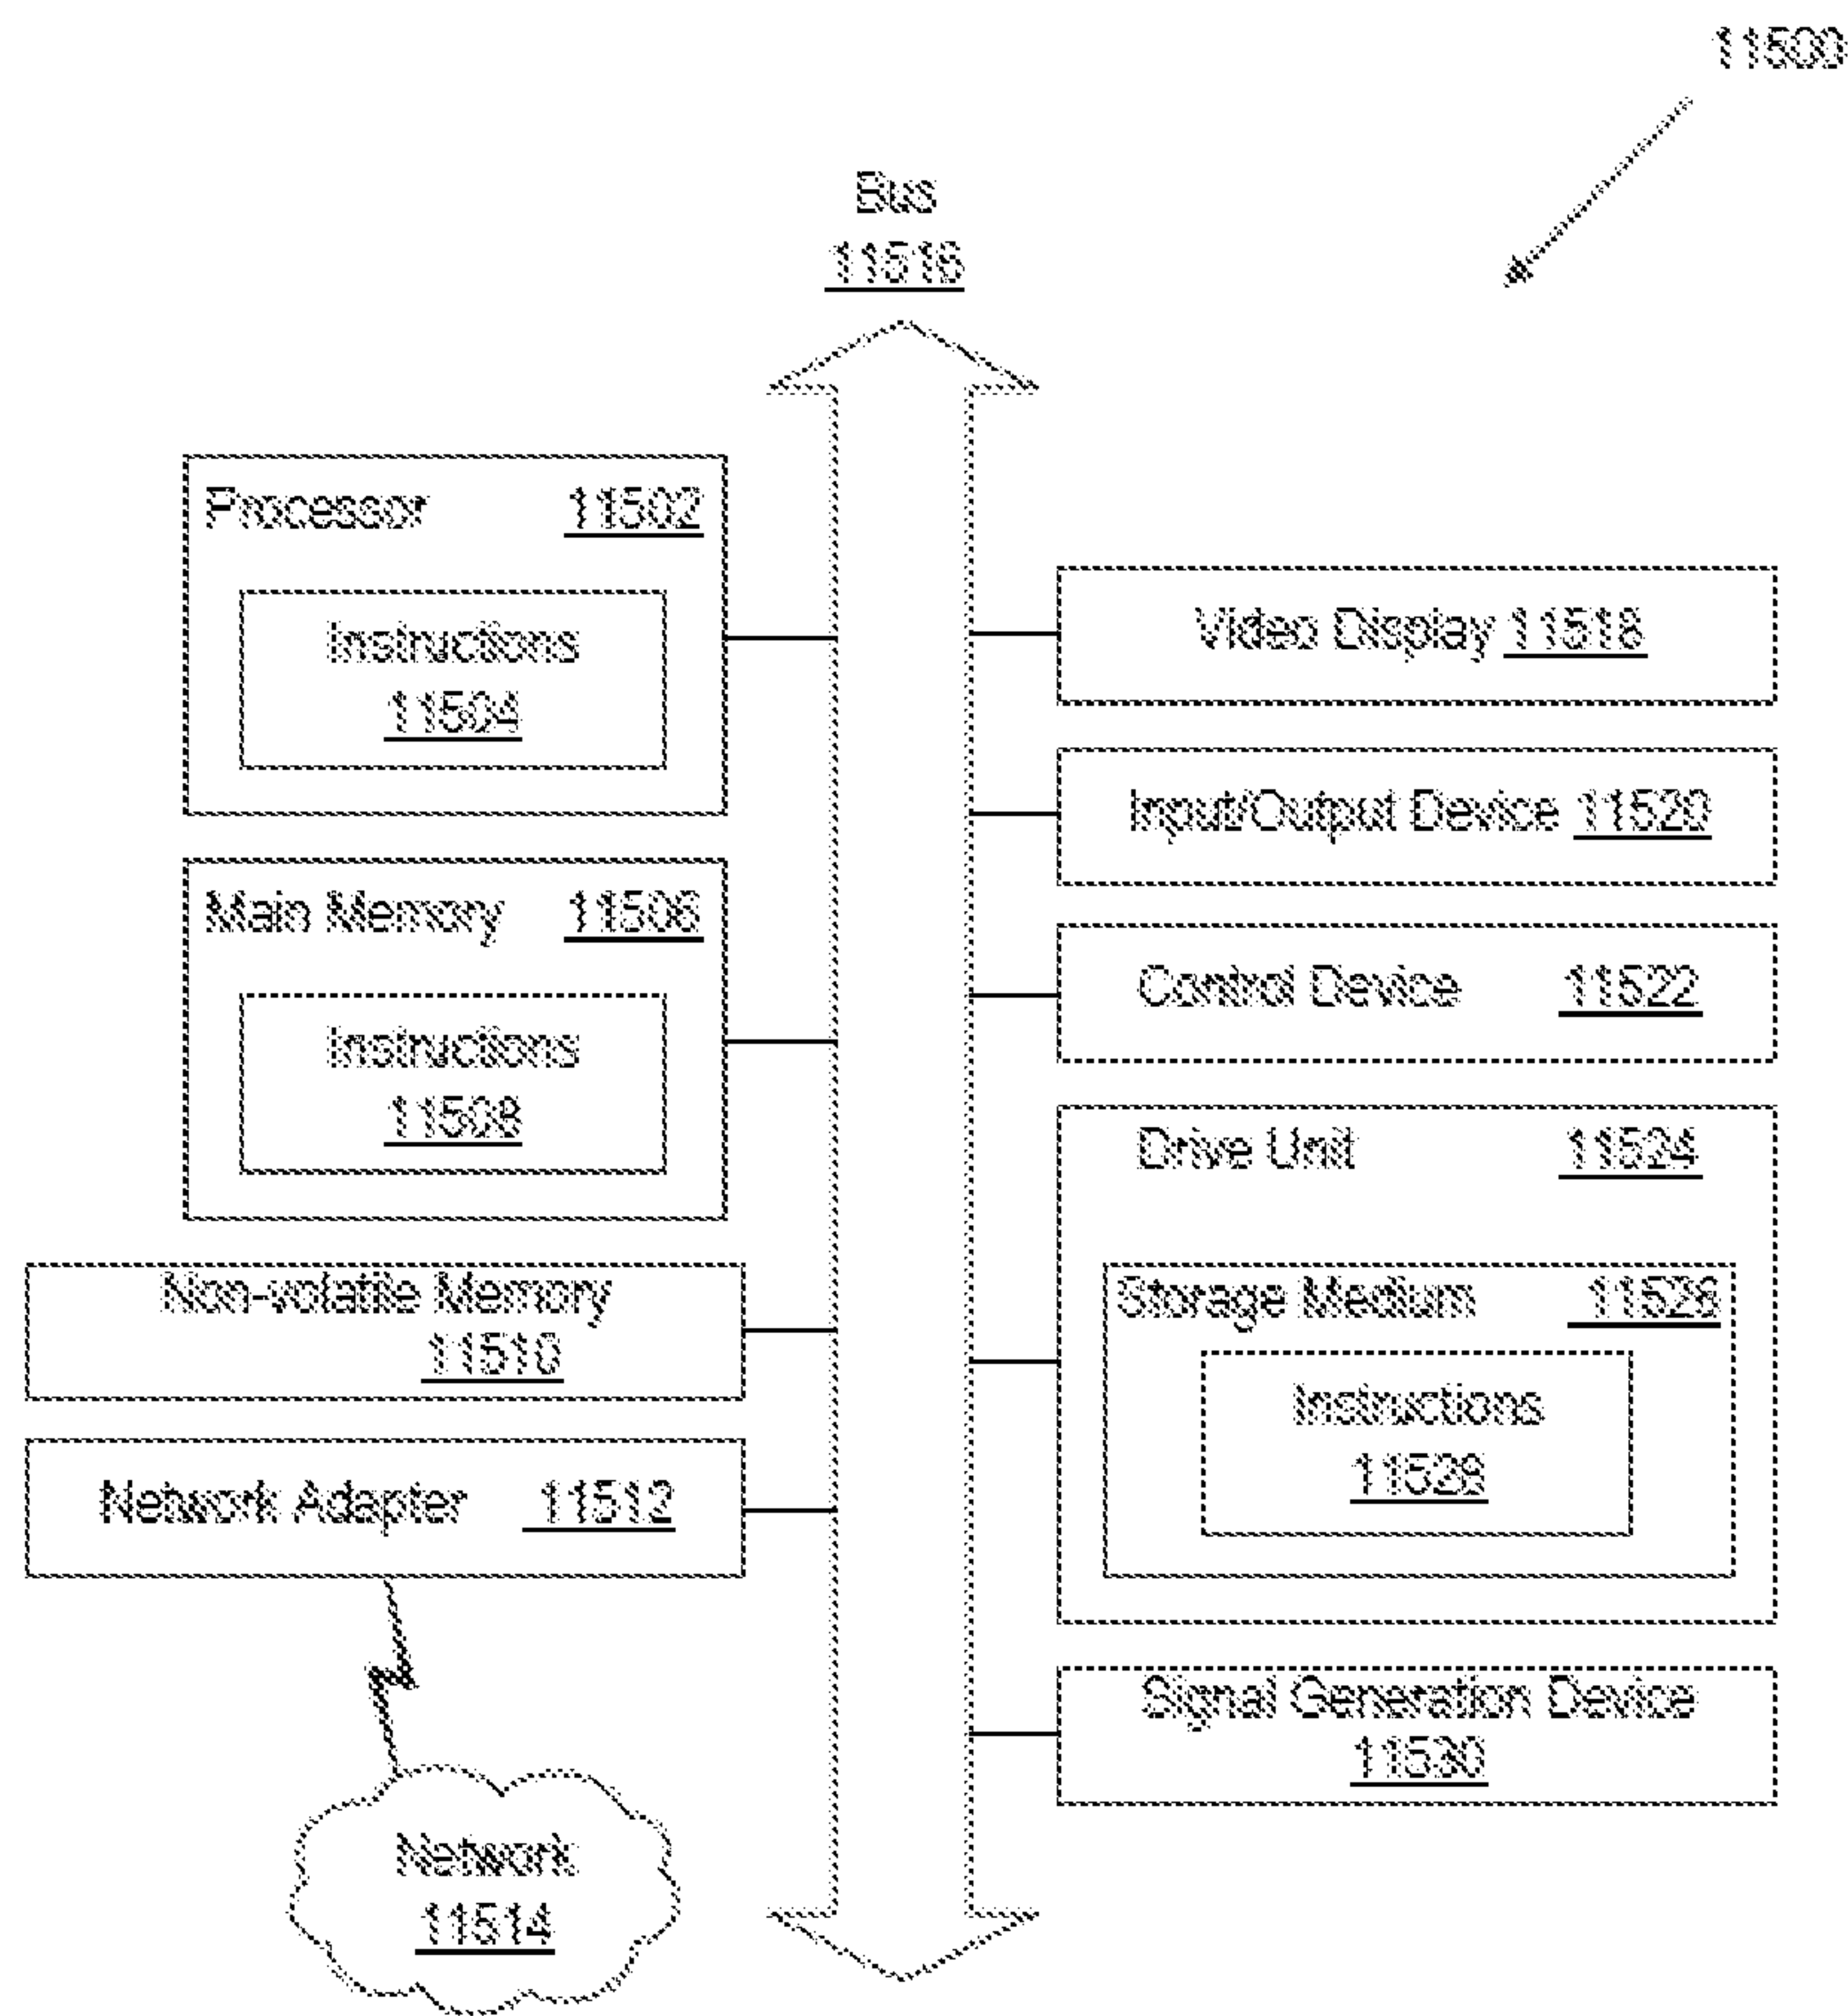 11500
Bus
11516
Processor 11502
Instructions
11504
Main Memory 11506
Instructions
11508
Non-volatile Memory
11510
Network Adapter 11512
Network
11514
Video Display 11518
Input/Output Device 11520
Control Device 11522
Drive Unit 11524
Storage Medium 11526
Instructions
11528
Signal Generation Device
11530